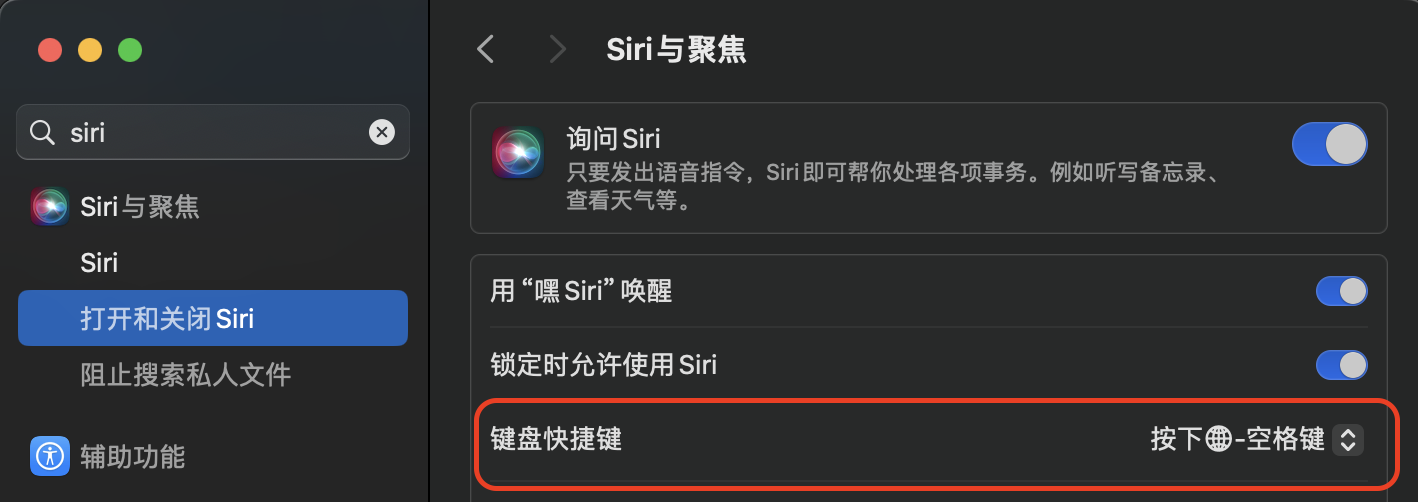 siri
Siri与聚焦
Siri
打开和关闭Siri
阻止搜索私人文件
辅助功能
Siri与聚焦
询问Siri
只要发出语音指令，Siri即可帮你处理各项事务。例如听写备忘录、
查看天气等。
用“嘿Siri”唤醒
锁定时允许使用Siri
键盘快捷键
按下🌐-空格键